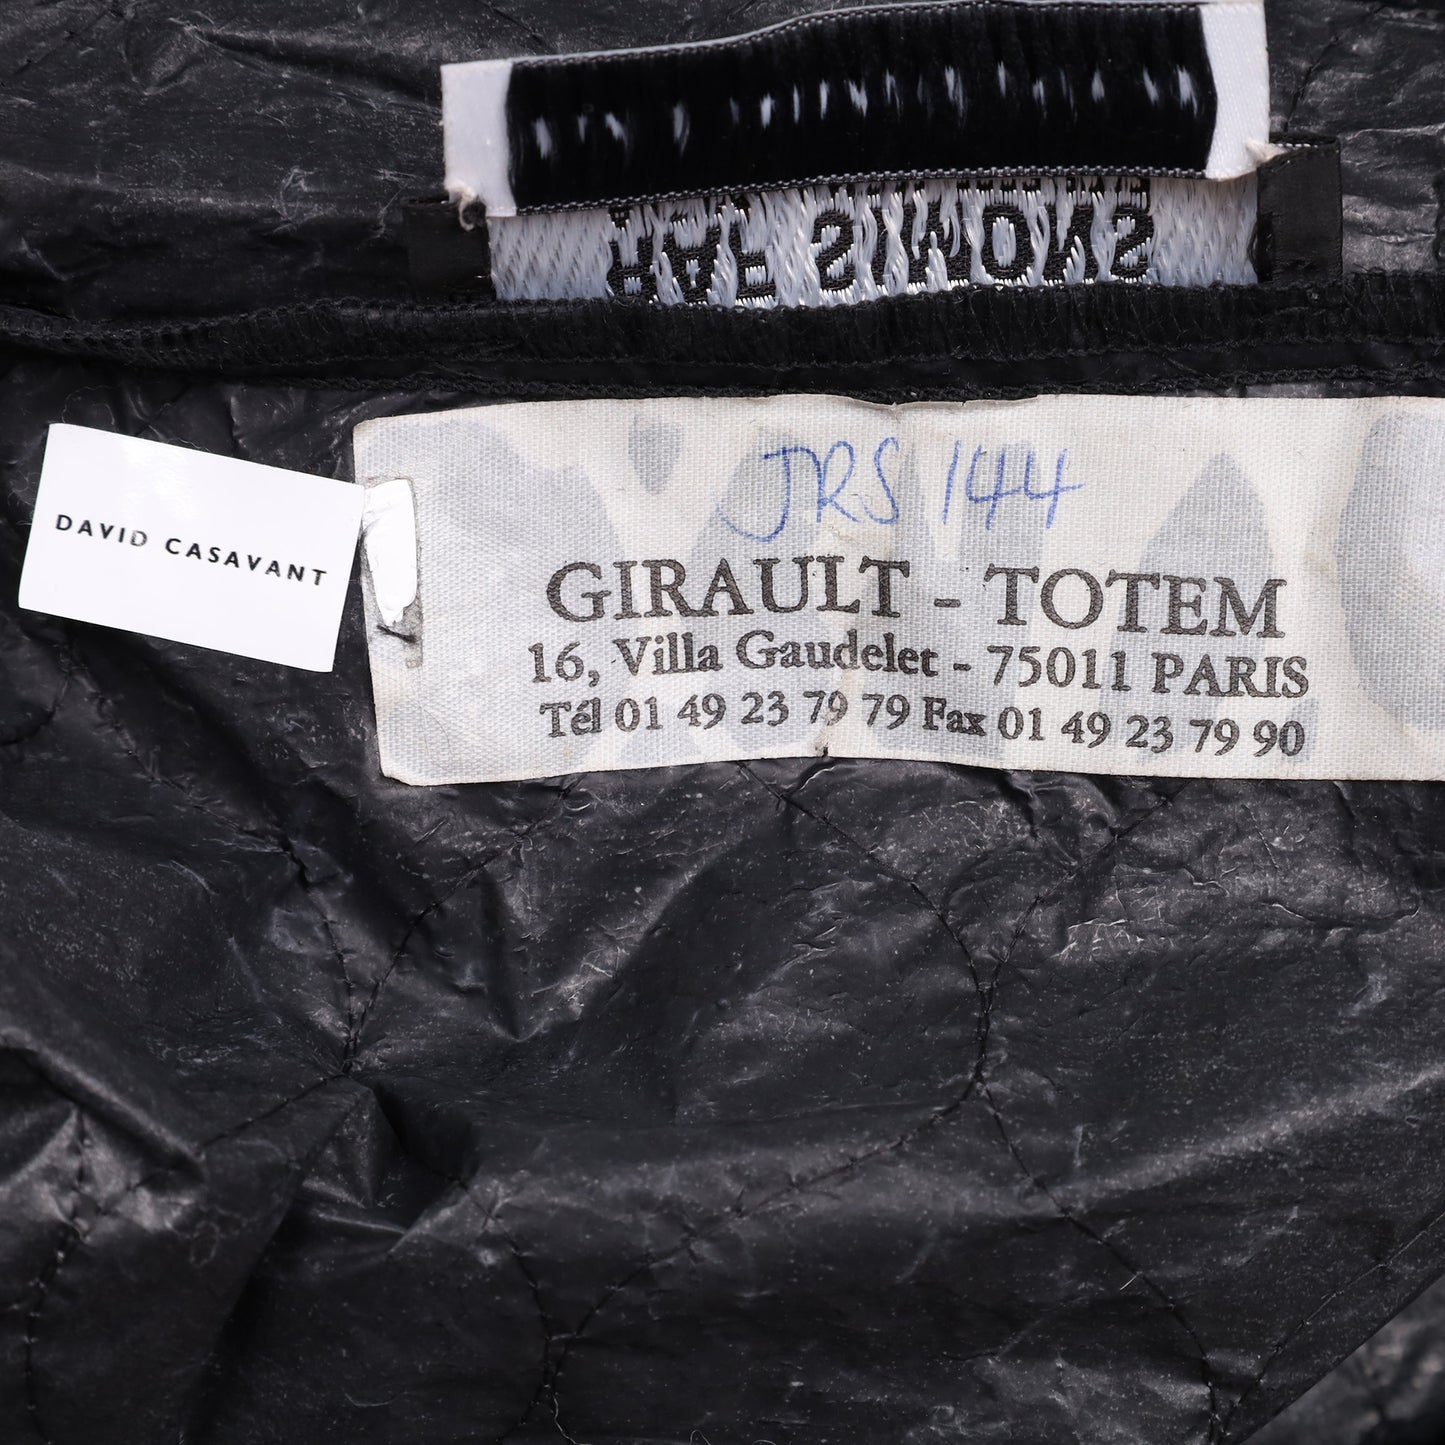 RAF SIMONS
DAVID CASAVANT
JRS 144
GIRAULT - TOTEM
16, Villa Gaudelet - 75011 PARIS
Tél 01 49 23 79 79 Fax 01 49 23 79 90